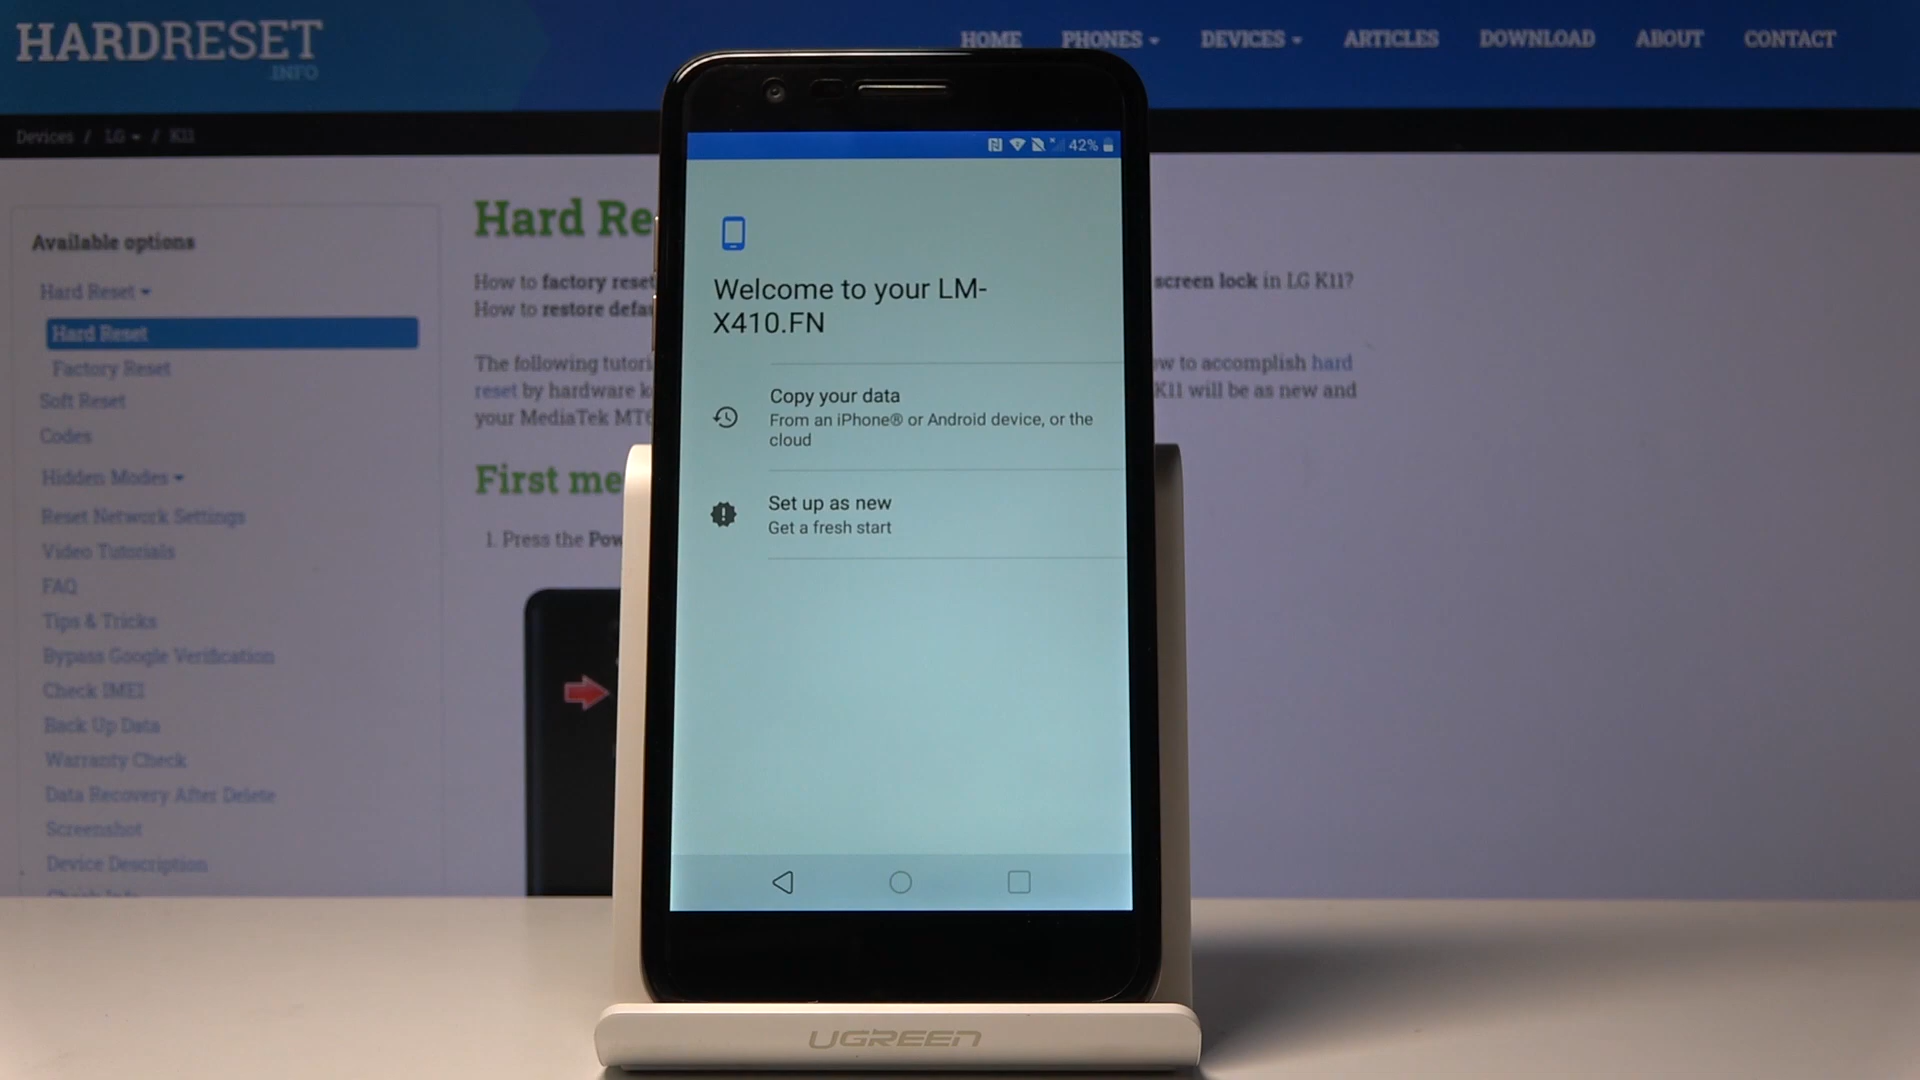 HARDRESET
.INFO
HOME PHONES DEVICES ARTICLES DOWNLOAD ABOUT CONTACT
Devices / LG / K11
Available options
Hard Reset
Hard Reset
Factory Reset
Soft Reset
Codes
Hidden Modes
Reset Network Settings
Video Tutorials
FAQ
Tips & Tricks
Bypass Google Verification
Check IMEI
Back Up Data
Warranty Check
Data Recovery After Delete
Screenshot
Device Description
Hard Re
How to factory reset
screen lock in LG K11?
How to restore defau
The following tutori
ow to accomplish hard
reset by hardware k
K11 will be as new and
your MediaTek MT6
First me
1. Press the Pow
42%
Welcome to your LM-
X410.FN
Copy your data
From an iPhone® or Android device, or the
cloud
Set up as new
Get a fresh start
UGREEN